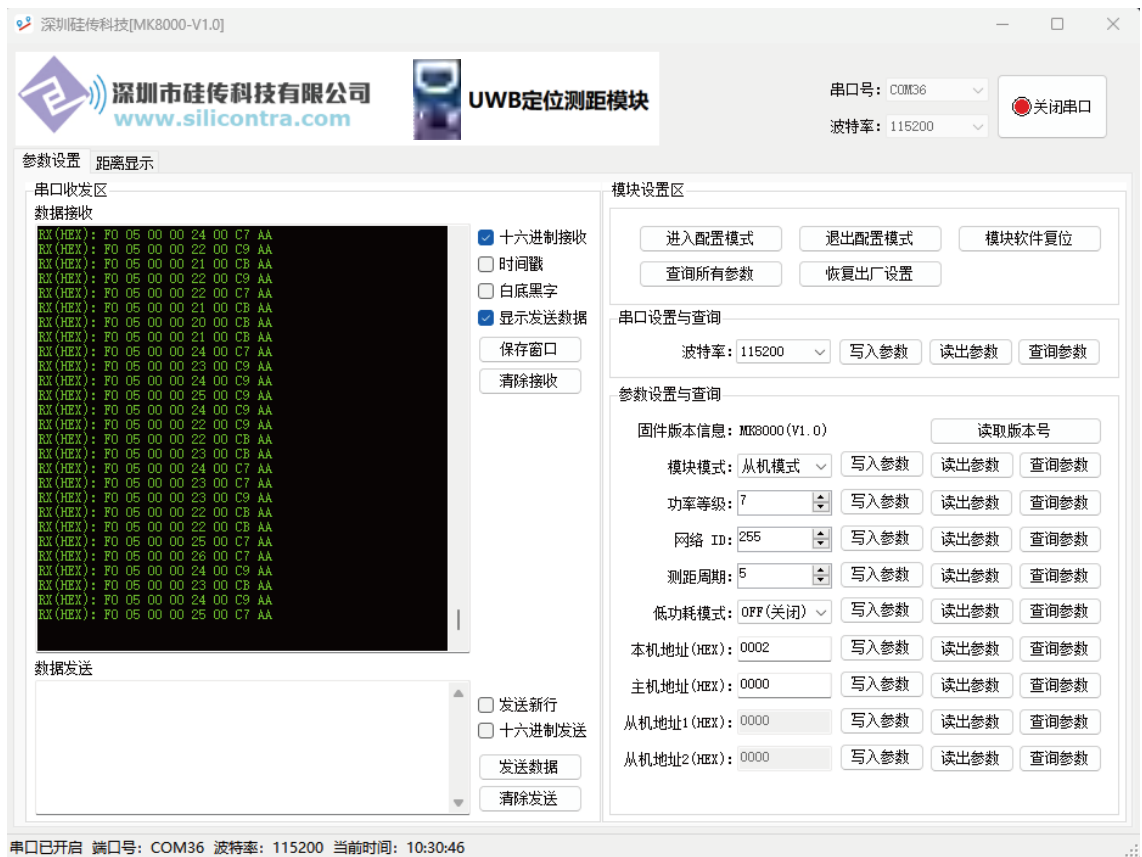 深圳硅传科技[MK8000-V1.0]
深圳市硅传科技有限公司
www.silicontra.com
UWB定位测距模块
串口号: COM36
波特率: 115200
关闭串口
参数设置 距离显示
串口收发区
数据接收
RX(HEX): F0 05 00 00 24 00 C7 AA
RX(HEX): F0 05 00 00 22 00 C9 AA
RX(HEX): F0 05 00 00 21 00 CB AA
RX(HEX): F0 05 00 00 22 00 C9 AA
RX(HEX): F0 05 00 00 22 00 C7 AA
RX(HEX): F0 05 00 00 21 00 CB AA
RX(HEX): F0 05 00 00 20 00 CB AA
RX(HEX): F0 05 00 00 21 00 CB AA
RX(HEX): F0 05 00 00 24 00 C7 AA
RX(HEX): F0 05 00 00 23 00 C9 AA
RX(HEX): F0 05 00 00 24 00 C9 AA
RX(HEX): F0 05 00 00 25 00 C9 AA
RX(HEX): F0 05 00 00 24 00 C9 AA
RX(HEX): F0 05 00 00 22 00 C9 AA
RX(HEX): F0 05 00 00 22 00 CB AA
RX(HEX): F0 05 00 00 23 00 CB AA
RX(HEX): F0 05 00 00 24 00 C7 AA
RX(HEX): F0 05 00 00 23 00 C7 AA
RX(HEX): F0 05 00 00 23 00 C9 AA
RX(HEX): F0 05 00 00 22 00 C9 AA
RX(HEX): F0 05 00 00 22 00 CB AA
RX(HEX): F0 05 00 00 25 00 C7 AA
RX(HEX): F0 05 00 00 26 00 C7 AA
RX(HEX): F0 05 00 00 24 00 C9 AA
RX(HEX): F0 05 00 00 23 00 CB AA
RX(HEX): F0 05 00 00 24 00 C9 AA
RX(HEX): F0 05 00 00 25 00 C7 AA
十六进制接收
时间戳
白底黑字
显示发送数据
保存窗口
清除接收
数据发送
发送新行
十六进制发送
发送数据
清除发送
模块设置区
进入配置模式 退出配置模式 模块软件复位
查询所有参数 恢复出厂设置
串口设置与查询
波特率: 115200 写入参数 读出参数 查询参数
参数设置与查询
固件版本信息: MK8000(V1.0) 读取版本号
模块模式: 从机模式 写入参数 读出参数 查询参数
功率等级: 7 写入参数 读出参数 查询参数
网络 ID: 255 写入参数 读出参数 查询参数
测距周期: 5 写入参数 读出参数 查询参数
低功耗模式: OFF(关闭) 写入参数 读出参数 查询参数
本机地址(HEX): 0002 写入参数 读出参数 查询参数
主机地址(HEX): 0000 写入参数 读出参数 查询参数
从机地址1(HEX): 0000 写入参数 读出参数 查询参数
从机地址2(HEX): 0000 写入参数 读出参数 查询参数
串口已开启 端口号: COM36 波特率: 115200 当前时间: 10:30:46